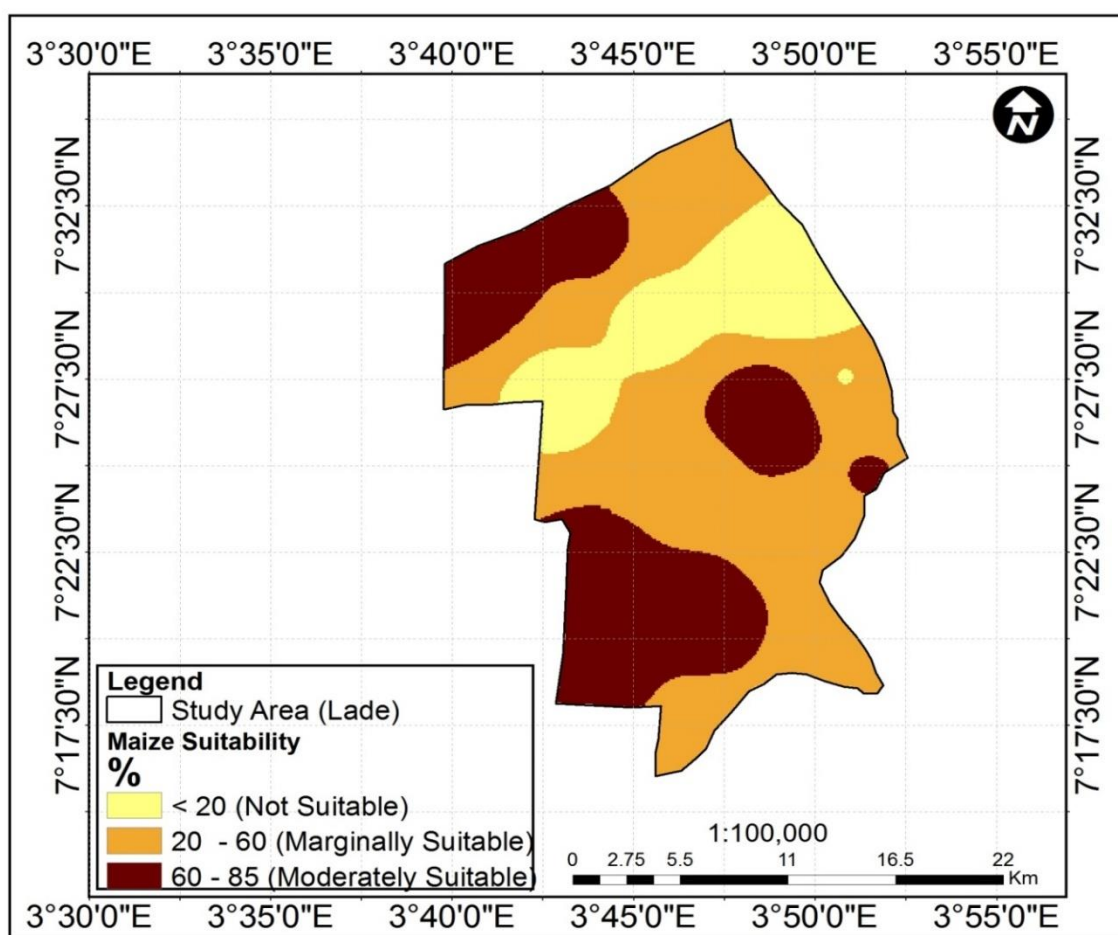 3°30'0"E 3°35'0"E 3°40'0"E 3°45'0"E 3°50'0"E 3°55'0"E
N
7°32'30"N 7°32'30"N
7°27'30"N 7°27'30"N
7°22'30"N 7°22'30"N
7°17'30"N 7°17'30"N
Legend
Study Area (Lade)
Maize Suitability
%
< 20 (Not Suitable)
20 - 60 (Marginally Suitable)
60 - 85 (Moderately Suitable)
1:100,000
0 2.75 5.5 11 16.5 22
Km
3°30'0"E 3°35'0"E 3°40'0"E 3°45'0"E 3°50'0"E 3°55'0"E